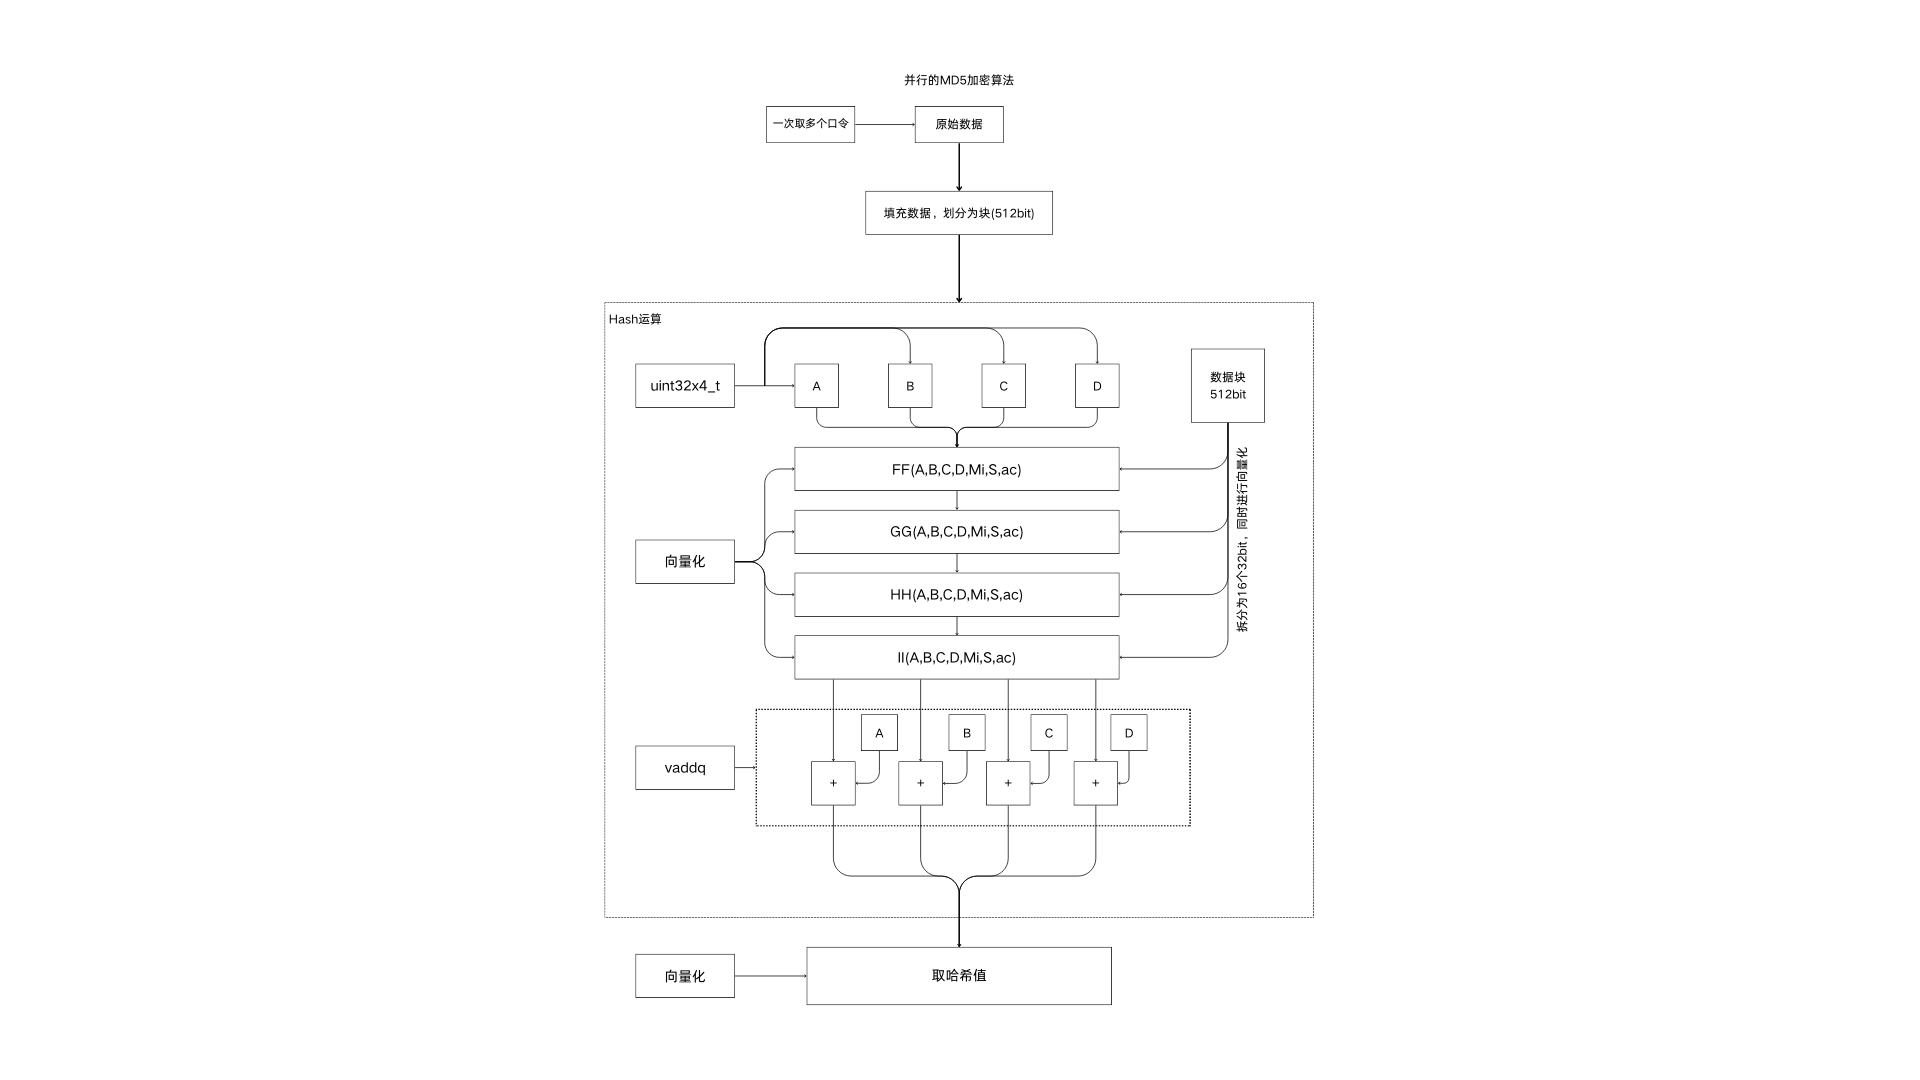 并行的MD5加密算法
一次取多个口令
原始数据
填充数据，划分为块(512bit)
Hash运算
uint32x4_t
A
B
C
D
数据块
512bit
FF(A,B,C,D,Mi,S,ac)
GG(A,B,C,D,Mi,S,ac)
向量化
HH(A,B,C,D,Mi,S,ac)
II(A,B,C,D,Mi,S,ac)
拆分为16个32bit，同时进行向量化
A
B
C
D
vaddq
+
+
+
+
向量化
取哈希值